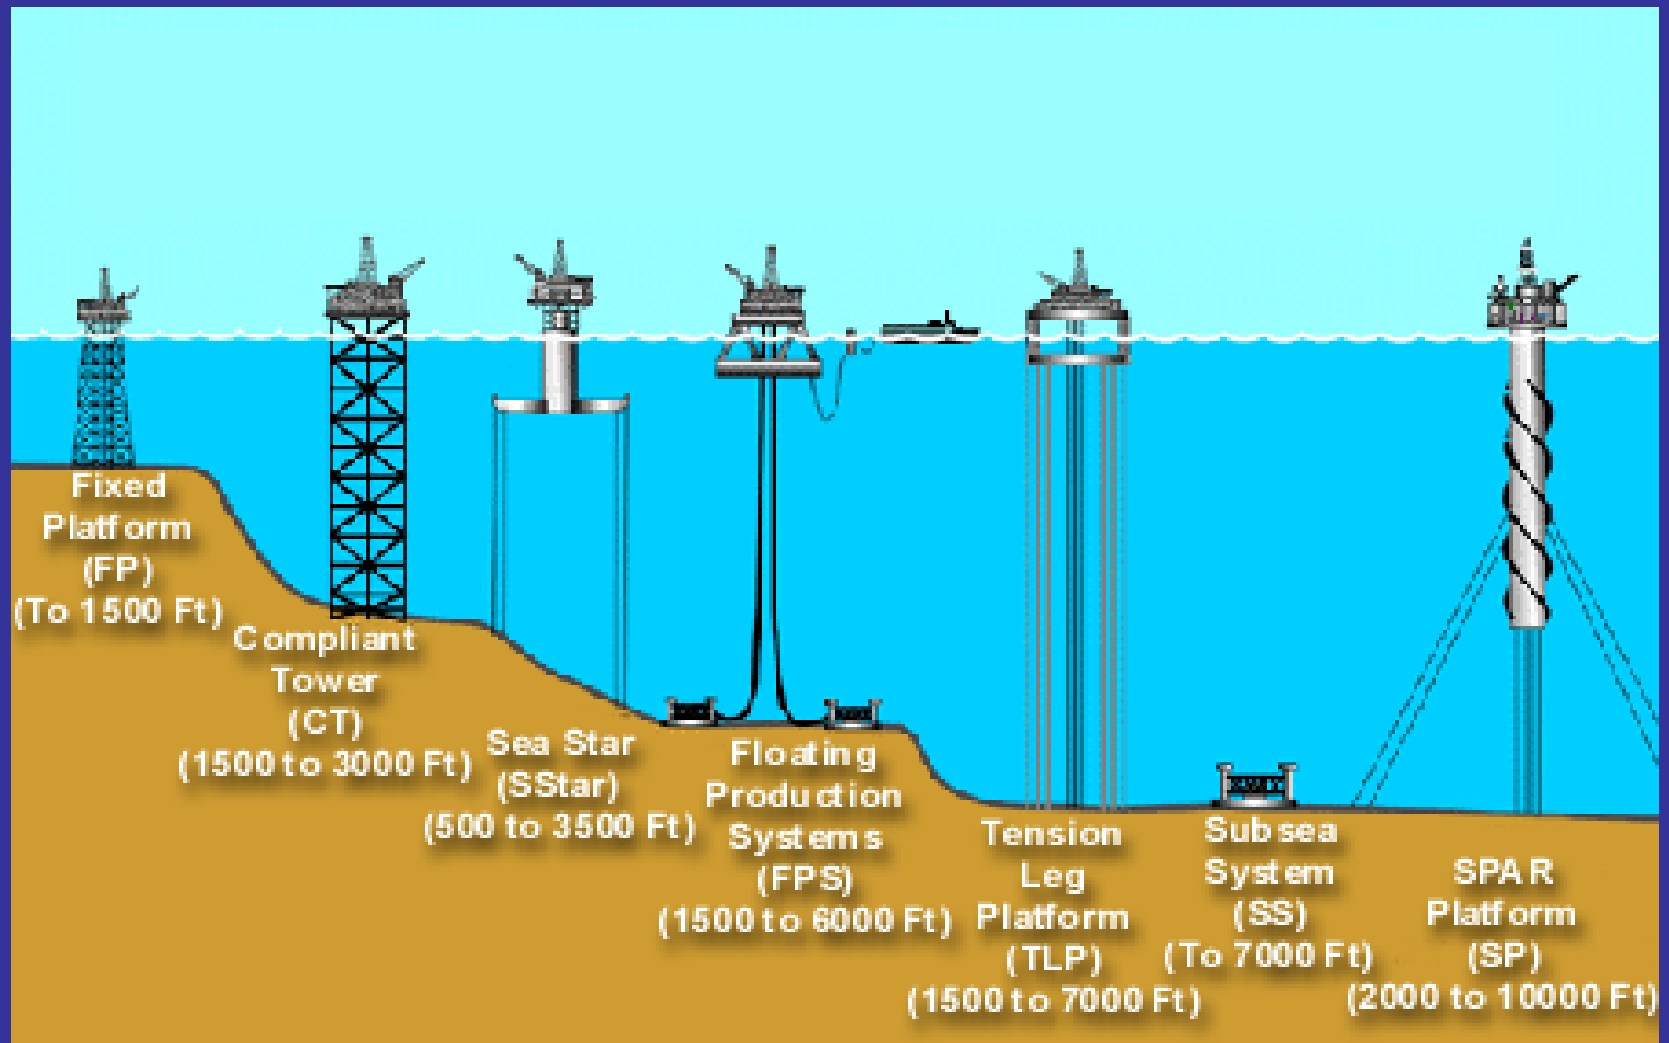 Fixed
Platform
(FP)
(To 1500 Ft)
Compliant
Tower
(CT)
(1500 to 3000 Ft)
Sea Star
(SStar)
(500 to 3500 Ft)
Floating
Production
Systems
(FPS)
(1500 to 6000 Ft)
Tension
Leg
Platform
(TLP)
(1500 to 7000 Ft)
Subsea
System
(SS)
(To 7000 Ft)
SPAR
Platform
(SP)
(2000 to 10000 Ft)